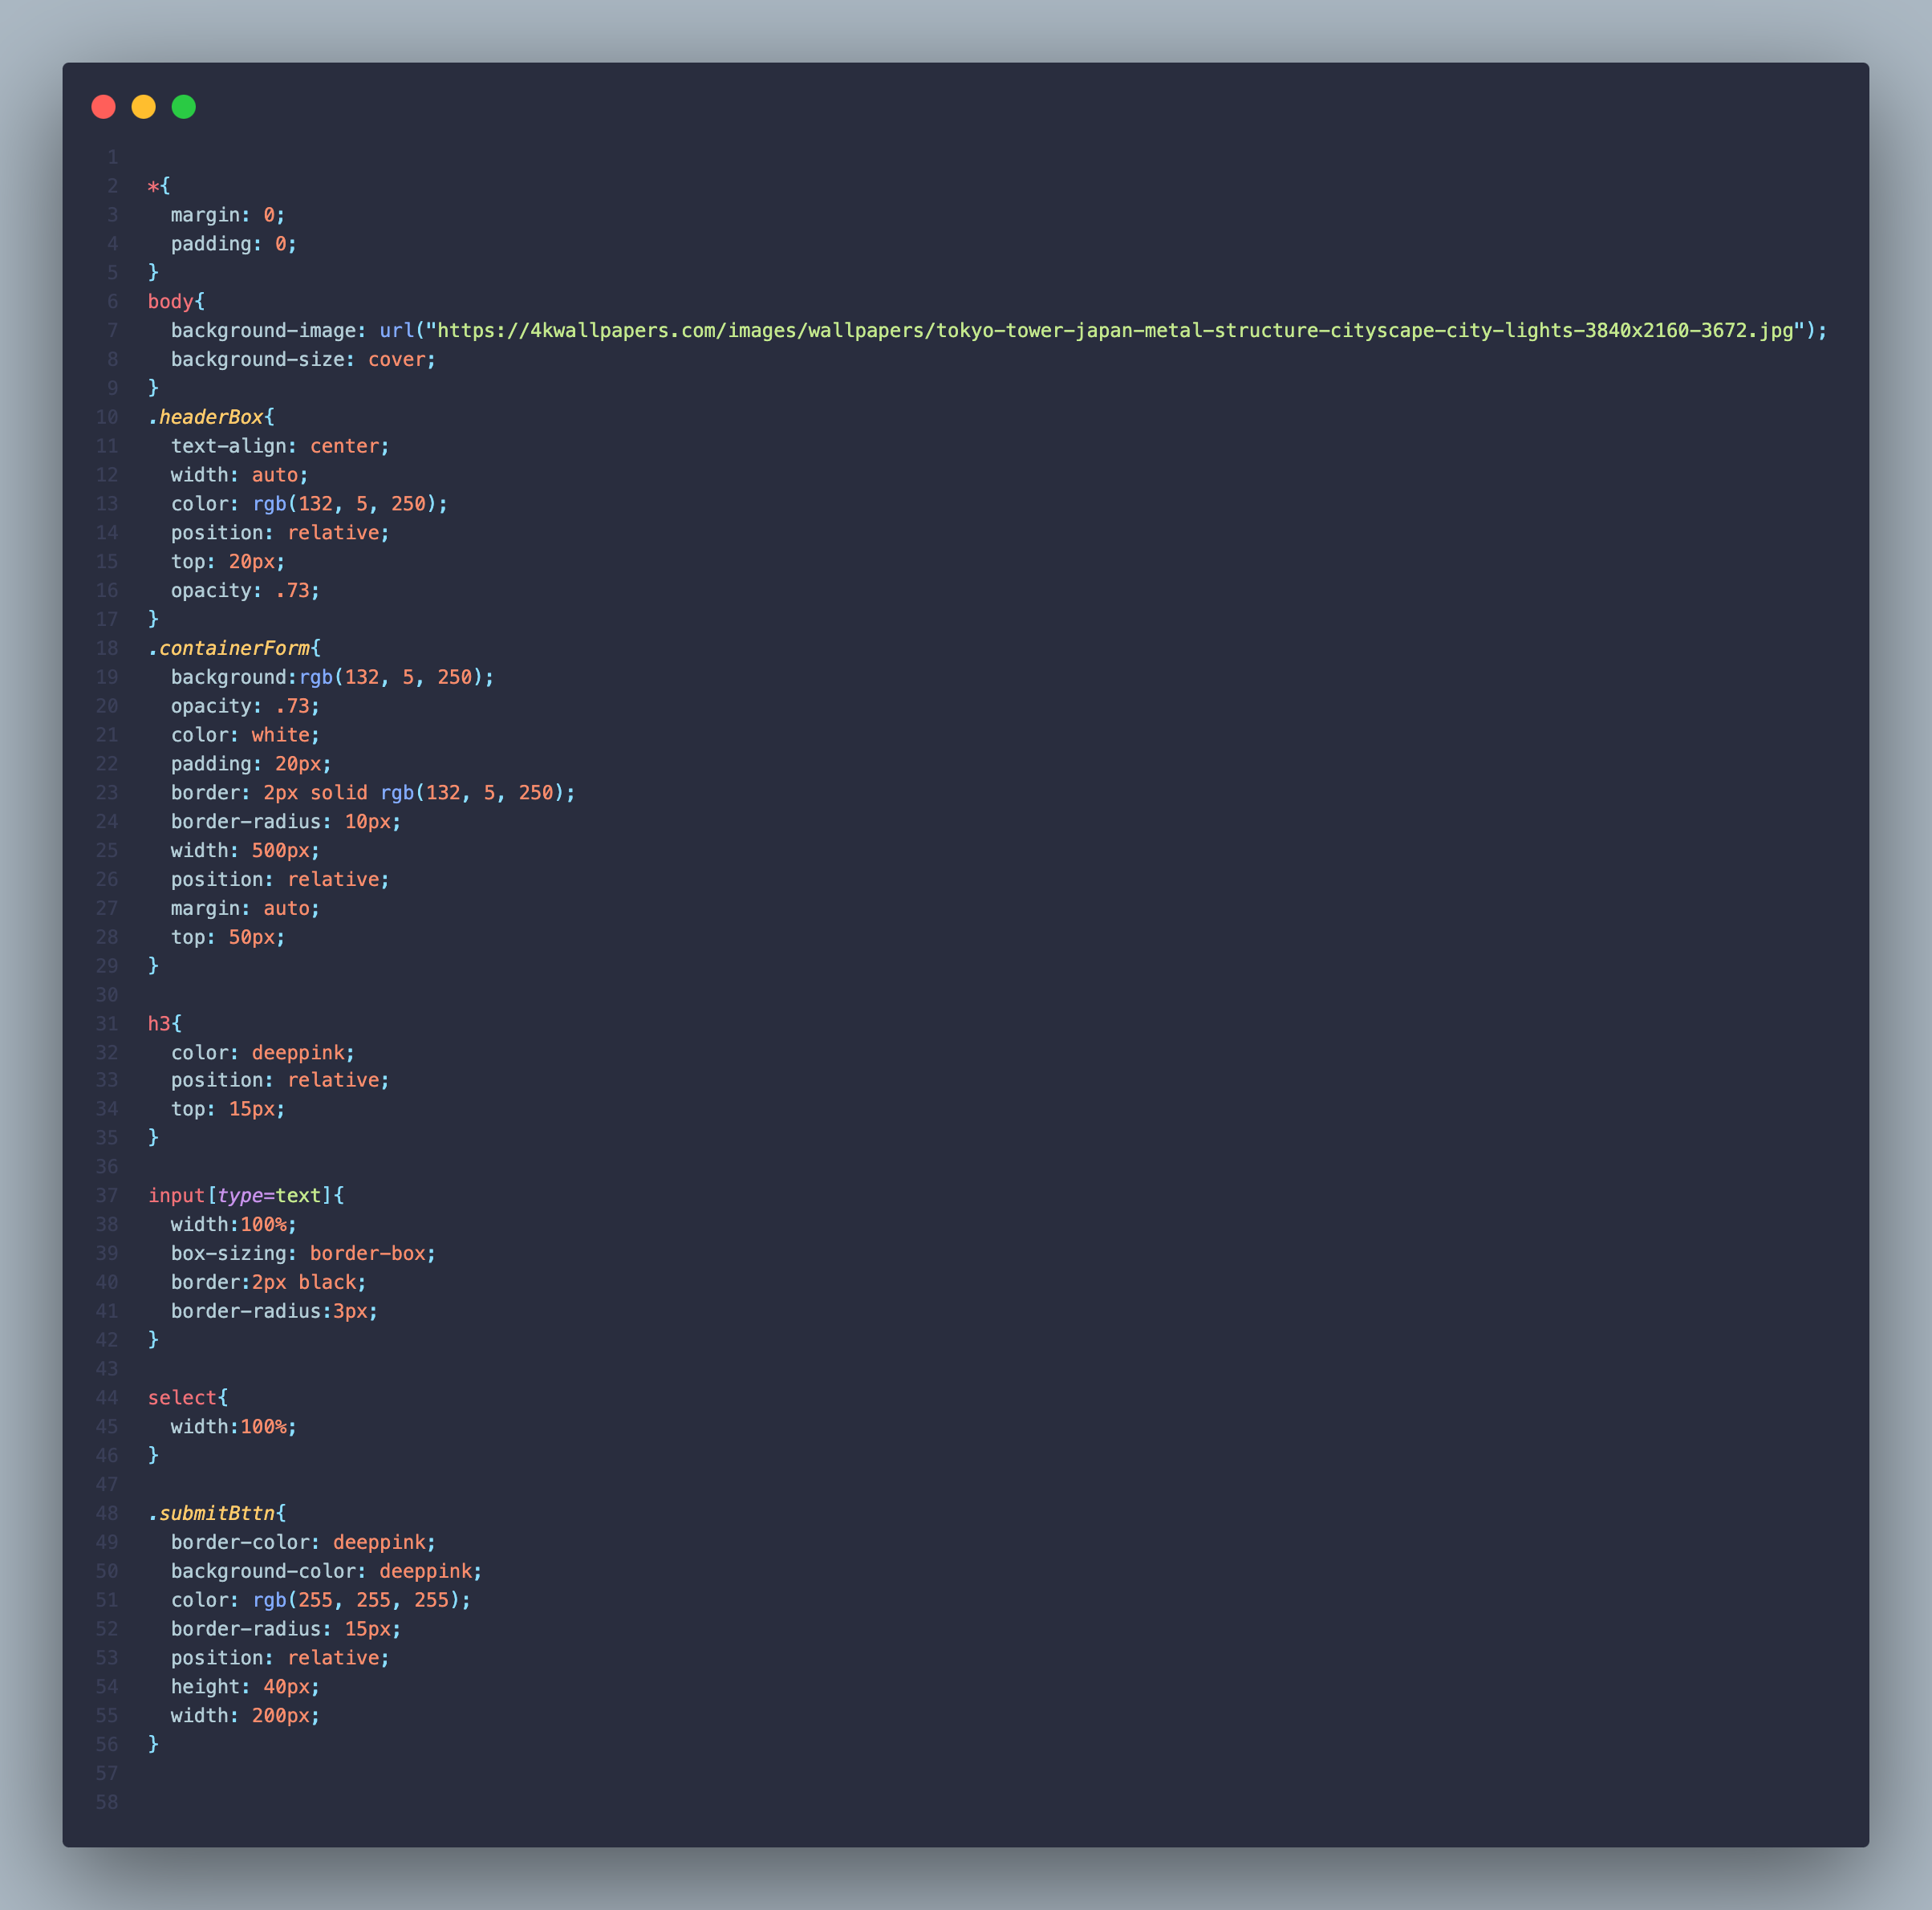 1
2 *{
3   margin: 0;
4   padding: 0;
5 }
6 body{
7   background-image: url("https://4kwallpapers.com/images/wallpapers/tokyo-tower-japan-metal-structure-cityscape-city-lights-3840x2160-3672.jpg");
8   background-size: cover;
9 }
10 .headerBox{
11   text-align: center;
12   width: auto;
13   color: rgb(132, 5, 250);
14   position: relative;
15   top: 20px;
16   opacity: .73;
17 }
18 .containerForm{
19   background:rgb(132, 5, 250);
20   opacity: .73;
21   color: white;
22   padding: 20px;
23   border: 2px solid rgb(132, 5, 250);
24   border-radius: 10px;
25   width: 500px;
26   position: relative;
27   margin: auto;
28   top: 50px;
29 }
30
31 h3{
32   color: deeppink;
33   position: relative;
34   top: 15px;
35 }
36
37 input[type=text]{
38   width:100%;
39   box-sizing: border-box;
40   border:2px black;
41   border-radius:3px;
42 }
43
44 select{
45   width:100%;
46 }
47
48 .submitBttn{
49   border-color: deeppink;
50   background-color: deeppink;
51   color: rgb(255, 255, 255);
52   border-radius: 15px;
53   position: relative;
54   height: 40px;
55   width: 200px;
56 }
57
58